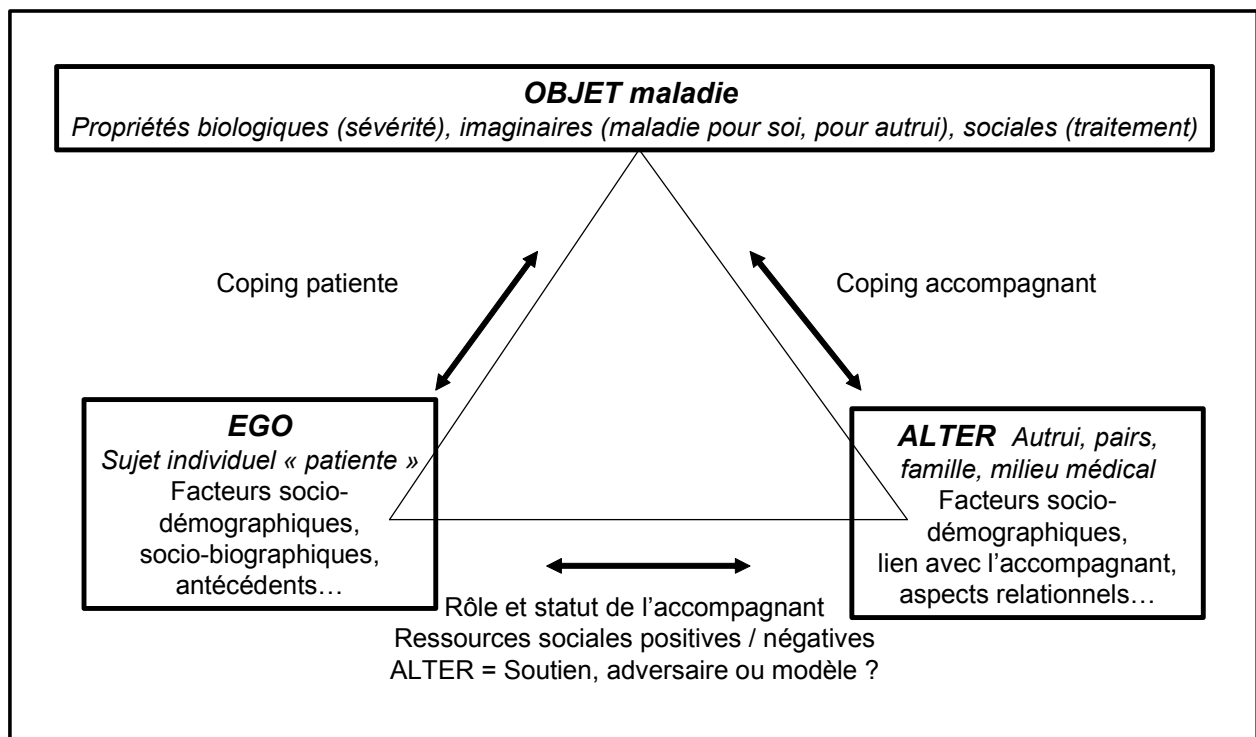 OBJET maladie
Propriétés biologiques (sévérité), imaginaires (maladie pour soi, pour autrui), sociales (traitement)
Coping patiente
Coping accompagnant
EGO
Sujet individuel « patiente »
Facteurs socio-
démographiques,
socio-biographiques,
antécédents…
ALTER Autrui, pairs,
famille, milieu médical
Facteurs socio-
démographiques,
lien avec l’accompagnant,
aspects relationnels…
Rôle et statut de l’accompagnant
Ressources sociales positives / négatives
ALTER = Soutien, adversaire ou modèle ?